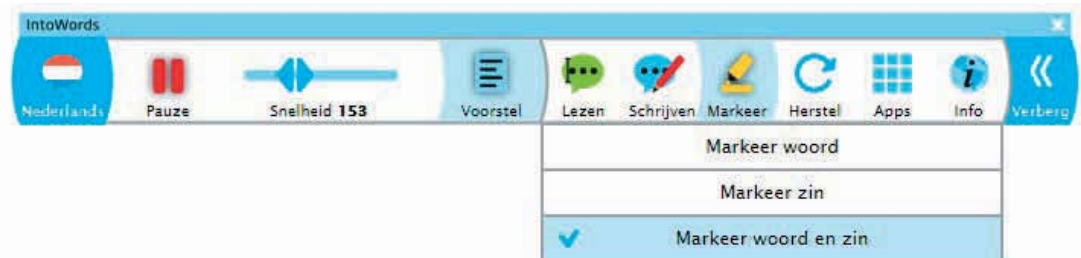 IntoWords
Nederlands Pauze Snelheid 153 Voorstel Lezen Schrijven Markeer Herstel Apps Info Verberg
Markeer woord
Markeer zin
Markeer woord en zin